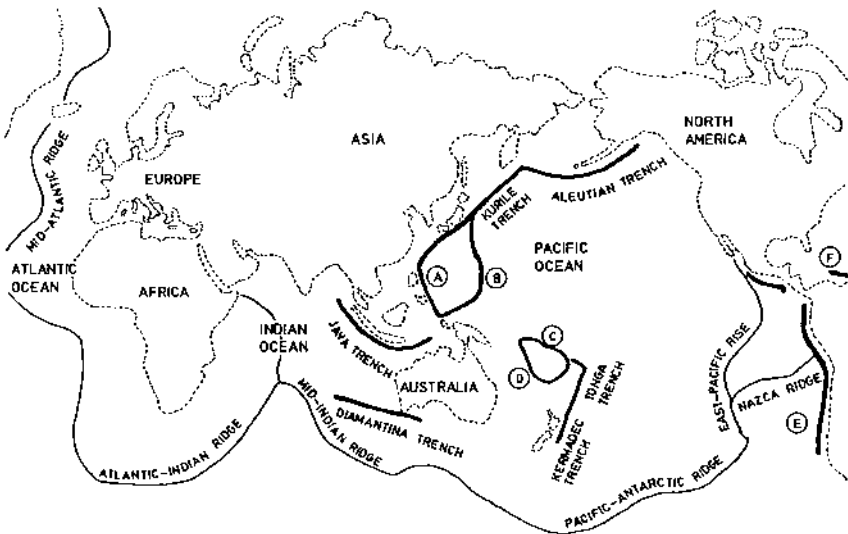 NORTH
AMERICA
ASIA
EUROPE
MID-ATLANTIC RIDGE
KURILE
TRENCH
ALEUTIAN TRENCH
ATLANTIC
OCEAN
AFRICA
PACIFIC
OCEAN
A
B
F
INDIAN
OCEAN
JAVA TRENCH
C
D
AUSTRALIA
TONGA
TRENCH
EAST-PACIFIC RISE
NAZCA RIDGE
E
DIAMANTINA TRENCH
MID-INDIAN RIDGE
KERMADEC
TRENCH
ATLANTIC-INDIAN RIDGE
PACIFIC-ANTARCTIC RIDGE